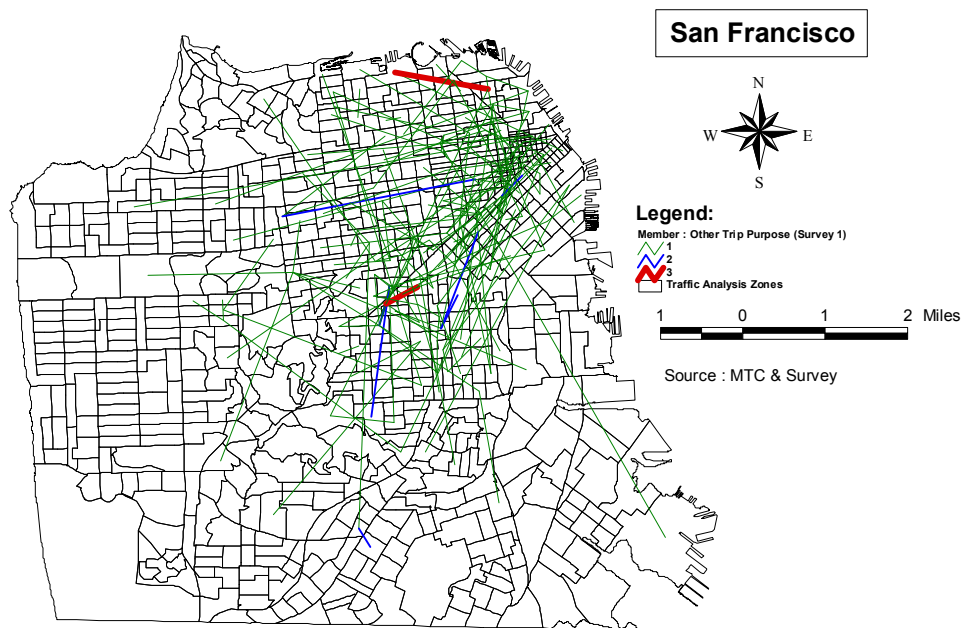 San Francisco
N
W
E
S
Legend:
Member : Other Trip Purpose (Survey 1)
1
2
3
Traffic Analysis Zones
1 0 1 2 Miles
Source : MTC & Survey